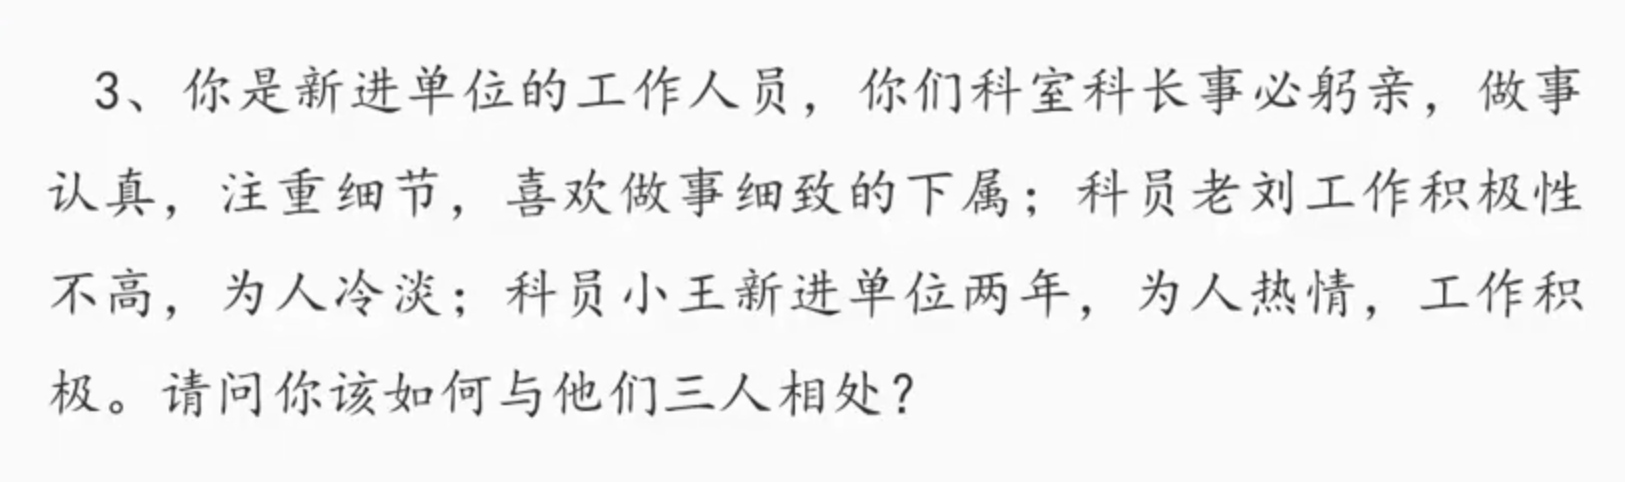 3、你是新进单位的工作人员，你们科室科长事必躬亲，做事
认真，注重细节，喜欢做事细致的下属；科员老刘工作积极性
不高，为人冷淡；科员小王新进单位两年，为人热情，工作积
极。请问你该如何与他们三人相处？